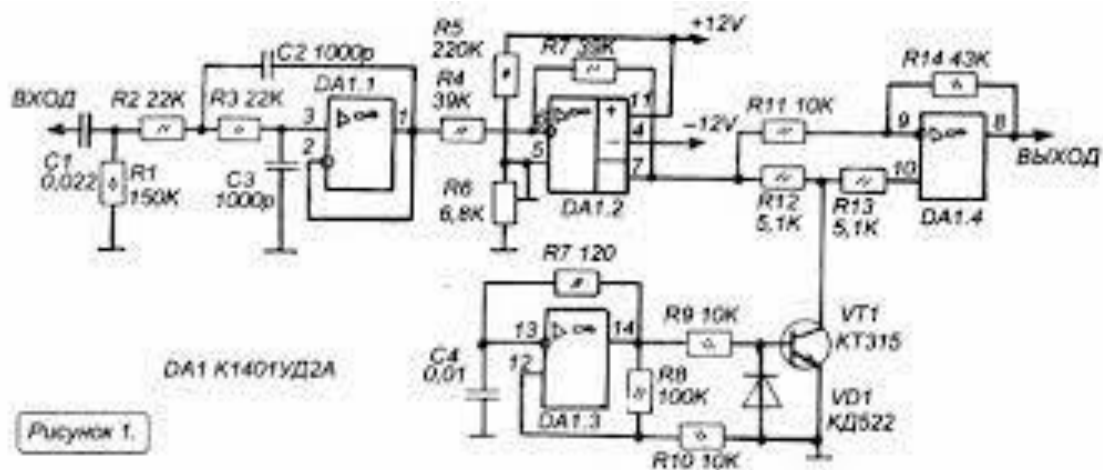 ВХОД
C1
0,022
R1
150K
R2 22K
C2 1000p
R3 22K
C3
1000p
DA1.1
3
2
1
R4
39K
R5
220K
R6
6,8K
R7 39K
5
11
4
7
DA1.2
+12V
−12V
R11 10K
R12
5,1K
R13
5,1K
R14 43K
9
10
8
DA1.4
ВЫХОД
R7 120
C4
0,01
13
12
14
DA1.3
R8
100K
R9 10K
R10 10K
VT1
КТ315
VD1
КД522
DA1 К1401УД2А
Рисунок 1.